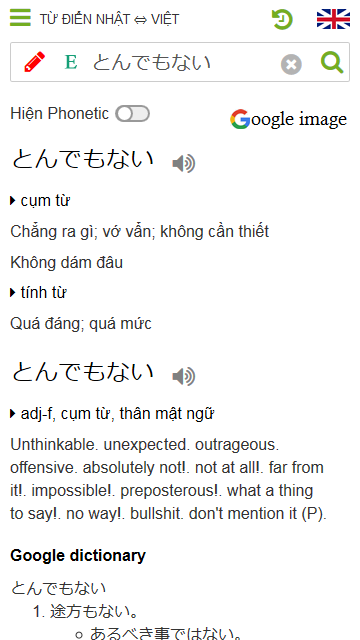 TỪ ĐIỂN NHẬT ⇔ VIỆT
E とんでもない
Hiện Phonetic
Google image
とんでもない
cụm từ
Chẳng ra gì; vớ vẩn; không cần thiết
Không dám đâu
tính từ
Quá đáng; quá mức
とんでもない
adj-f, cụm từ, thân mật ngữ
Unthinkable. unexpected. outrageous.
offensive. absolutely not!. not at all!. far from
it!. impossible!. preposterous!. what a thing
to say!. no way!. bullshit. don't mention it (P).
Google dictionary
とんでもない
1. 途方もない。
あるべき事ではない。